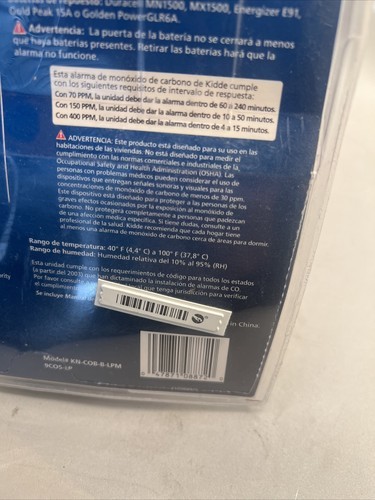 de repuesto: Duracell MN1500, MX1500, Energizer E91,
Gold Peak 15A o Golden PowerGLR6A.
Advertencia: La puerta de la batería no se cerrará a menos
que haya baterías presentes. Retirar las baterías hará que la
alarma no funcione.
Esta alarma de monóxido de carbono de Kidde cumple
con los siguientes requisitos de intervalo de respuesta:
Con 70 PPM, la unidad debe dar la alarma dentro de 60 a 240 minutos.
Con 150 PPM, la unidad debe dar la alarma dentro de 10 a 50 minutos.
Con 400 PPM, la unidad debe dar la alarma dentro de 4 a 15 minutos.
ADVERTENCIA: Este producto está diseñado para su uso en las
habitaciones de las viviendas. No está diseñado para medir el
cumplimiento con las normas comerciales e industriales de la
Occupational Safety and Health Administration (OSHA). Las
personas con problemas médicos pueden considerar el uso de
dispositivos que entregan señales sonoras y visuales para las
concentraciones de monóxido de carbono de menos de 30 ppm.
Este dispositivo está diseñado para proteger a las personas de los
graves efectos ocasionados por la exposición al monóxido de
carbono. No protegerá completamente a personas que padezcan
de una afección médica específica. Si tiene dudas, consulte a un
profesional de la salud. Kidde recomienda que cada hogar tiene
al menos una alarma de monóxido de carbono cerca de áreas para dormir.
Rango de temperatura: 40° F (4,4° C) a 100° F (37,8° C)
Rango de humedad: Humedad relativa del 10% al 95% (RH)
Esta unidad cumple con los requerimientos de código para todos los estados
(A partir del 2007) que han determinado la instalación de alarmas de CO.
Por favor consulte que tenga jurisdicción para verificar
el cumplimiento
Se incluye in China.
Modelo KN-COB-B-LPM
9CO5-LP